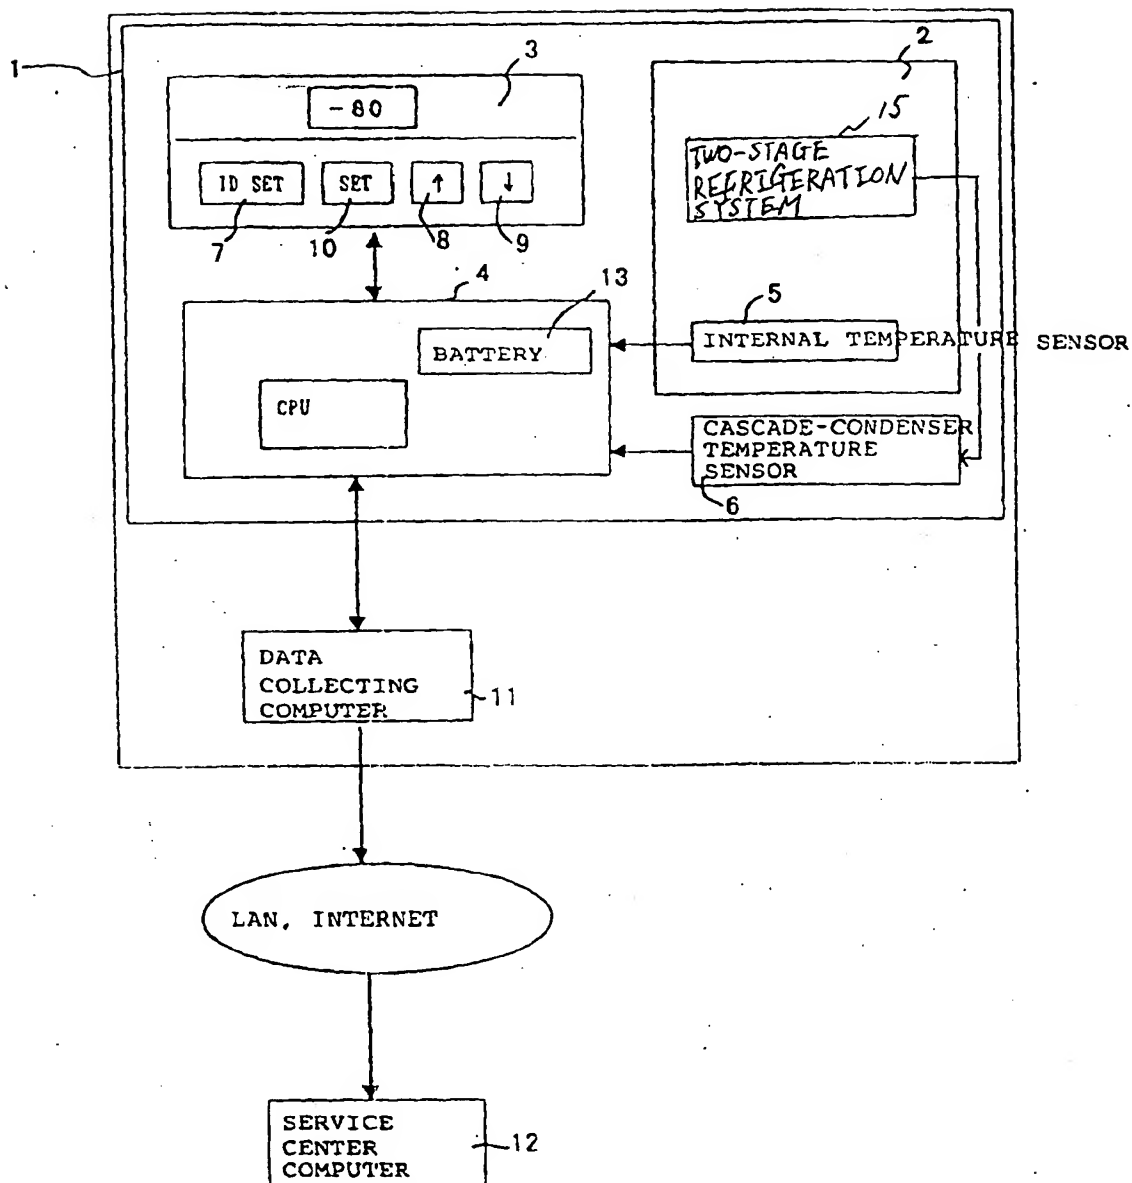 1
3
2
-80
15
TWO-STAGE
REFRIGERATION
SYSTEM
ID SET
SET
↑
↓
7
10
8
9
4
13
5
BATTERY
INTERNAL TEMPERATURE SENSOR
CPU
CASCADE-CONDENSER
TEMPERATURE
SENSOR
6
DATA
COLLECTING
COMPUTER
11
LAN, INTERNET
SERVICE
CENTER
COMPUTER
12